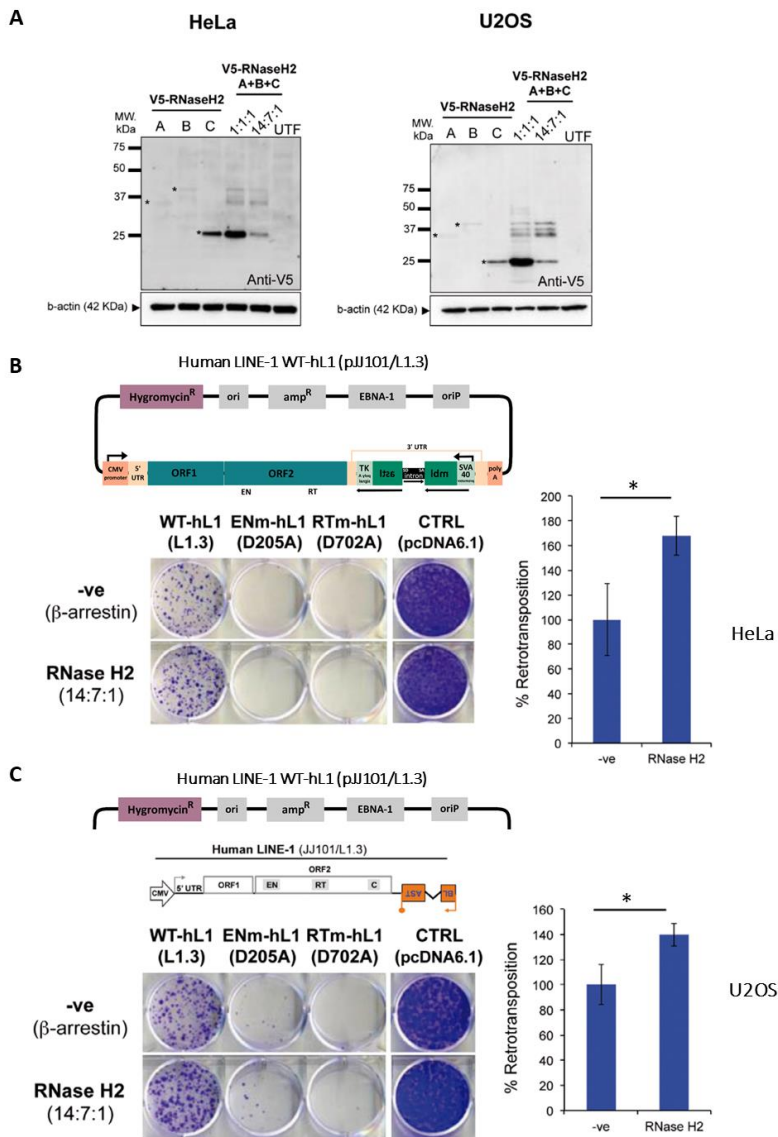 A
HeLa
U2OS
V5-RNaseH2
V5-RNaseH2
A+B+C
MW.
kDa
A B C 1:1:1 14:7:1 UTF
75
50
37
25
*
*
*
Anti-V5
b-actin (42 KDa)
V5-RNaseH2
V5-RNaseH2
A+B+C
MW.
kDa
A B C 1:1:1 14:7:1 UTF
75
50
37
25
*
*
*
Anti-V5
b-actin (42 KDa)
B
Human LINE-1 WT-hL1 (pJJ101/L1.3)
HygromycinR ori ampR EBNA-1 oriP
3' UTR
CMV promoter 5' UTR ORF1 ORF2 TK intron SVA 40 poly A
EN RT
WT-hL1 ENm-hL1 RTm-hL1 CTRL
(L1.3) (D205A) (D702A) (pcDNA6.1)
-ve
(β-arrestin)
RNase H2
(14:7:1)
% Retrotransposition
200
180
160
140
120
100
80
60
40
20
0
*
-ve RNase H2
HeLa
C
Human LINE-1 WT-hL1 (pJJ101/L1.3)
HygromycinR ori ampR EBNA-1 oriP
Human LINE-1 (JJ101/L1.3)
ORF2
CMV 5' UTR ORF1 EN RT C AST BL
WT-hL1 ENm-hL1 RTm-hL1 CTRL
(L1.3) (D205A) (D702A) (pcDNA6.1)
-ve
(β-arrestin)
RNase H2
(14:7:1)
% Retrotransposition
160
140
120
100
80
60
40
20
0
*
-ve RNase H2
U2OS